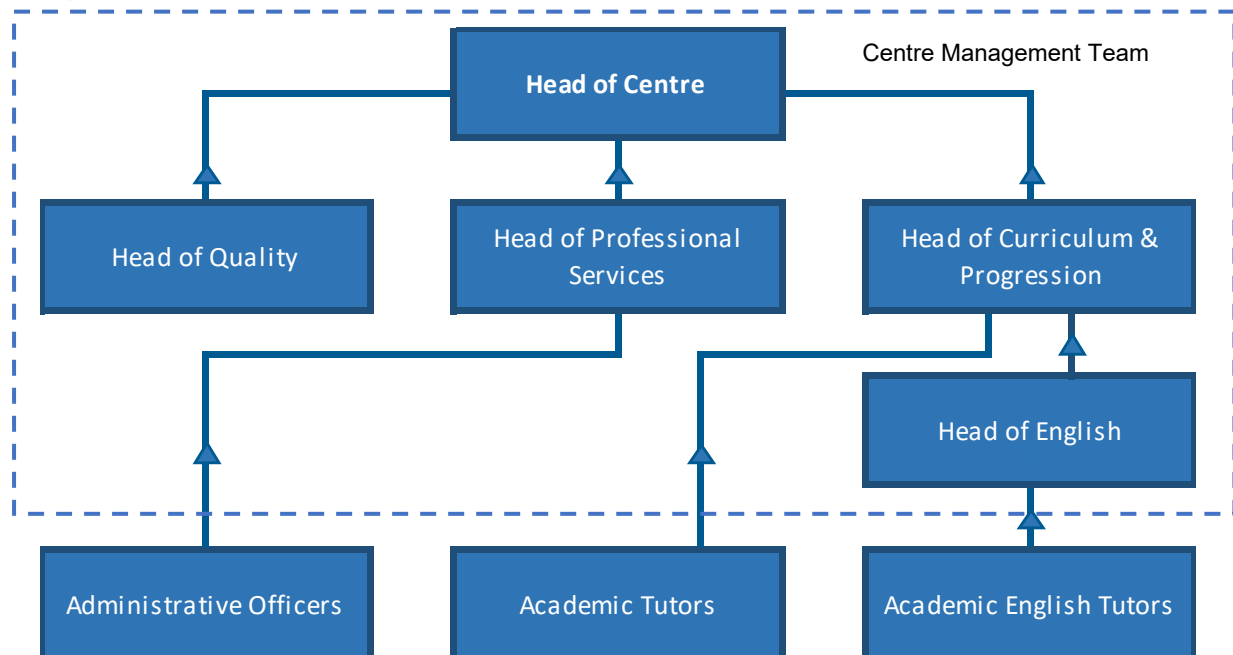 Centre Management Team
Head of Centre
Head of Quality
Head of Professional
Services
Head of Curriculum &
Progression
Head of English
Administrative Officers
Academic Tutors
Academic English Tutors